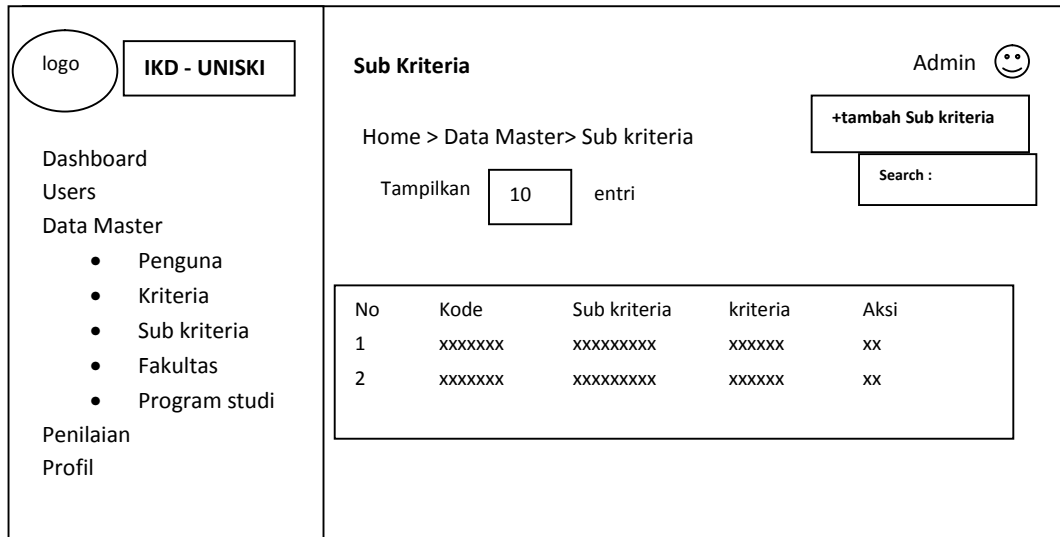 logo
IKD - UNISKI
Dashboard
Users
Data Master
• Penguna
• Kriteria
• Sub kriteria
• Fakultas
• Program studi
Penilaian
Profil
Sub Kriteria
Admin
+tambah Sub kriteria
Home > Data Master> Sub kriteria
Search :
Tampilkan 10 entri
No Kode Sub kriteria kriteria Aksi
1 xxxxxxx xxxxxxxxx xxxxxx xx
2 xxxxxxx xxxxxxxxx xxxxxx xx